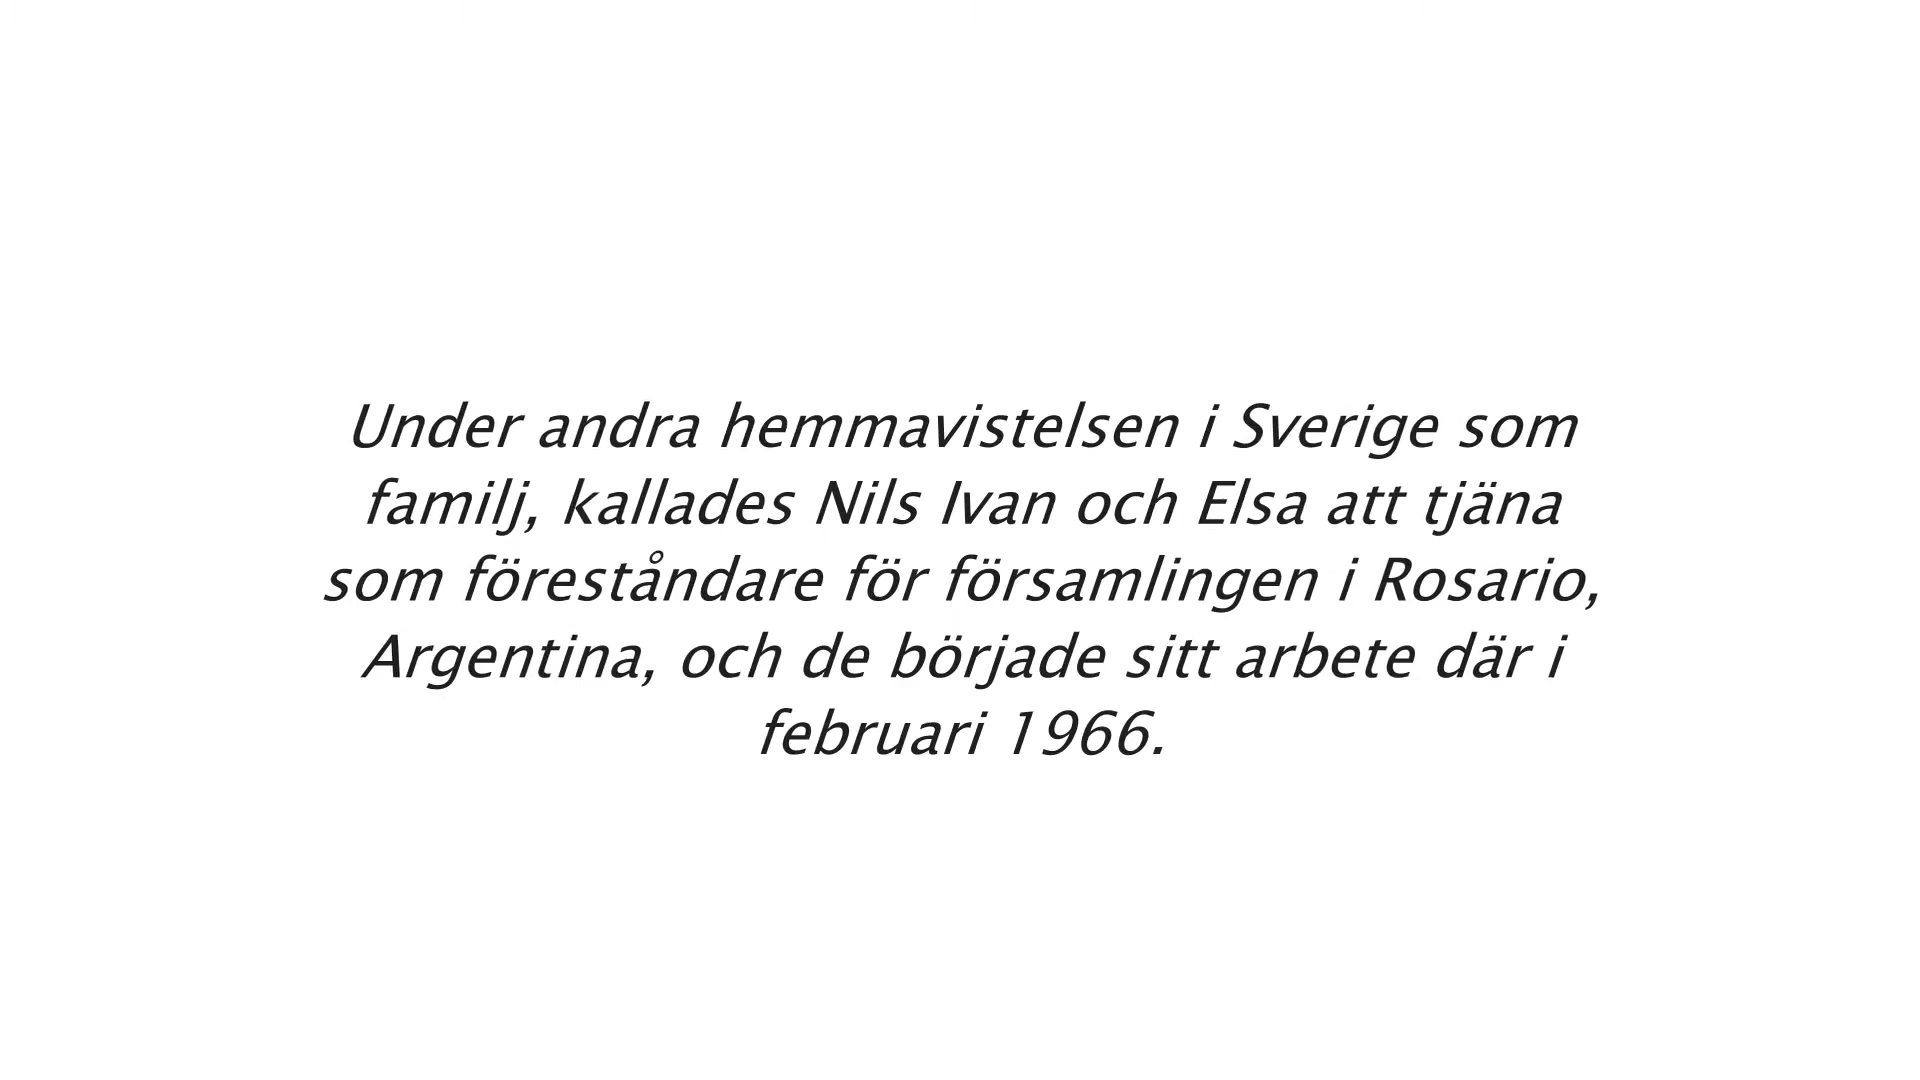 Under andra hemmavistelsen i Sverige som
familj, kallades Nils Ivan och Elsa att tjäna
som föreståndare för församlingen i Rosario,
Argentina, och de började sitt arbete där i
februari 1966.